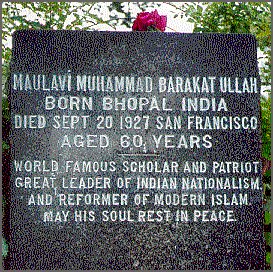 MAULAVI MUHAMMAD BARAKAT ULLAH
BORN BHOPAL INDIA
DIED SEPT 20 1927 SAN FRANCISCO
AGED 60 YEARS
WORLD FAMOUS SCHOLAR AND PATRIOT
GREAT LEADER OF INDIAN NATIONALISM
AND REFORMER OF MODERN ISLAM
MAY HIS SOUL REST IN PEACE.